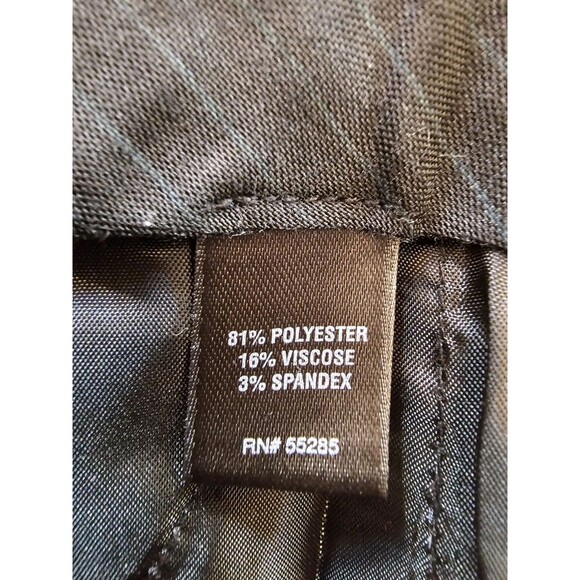 81% POLYESTER
16% VISCOSE
3% SPANDEX
RN# 55285